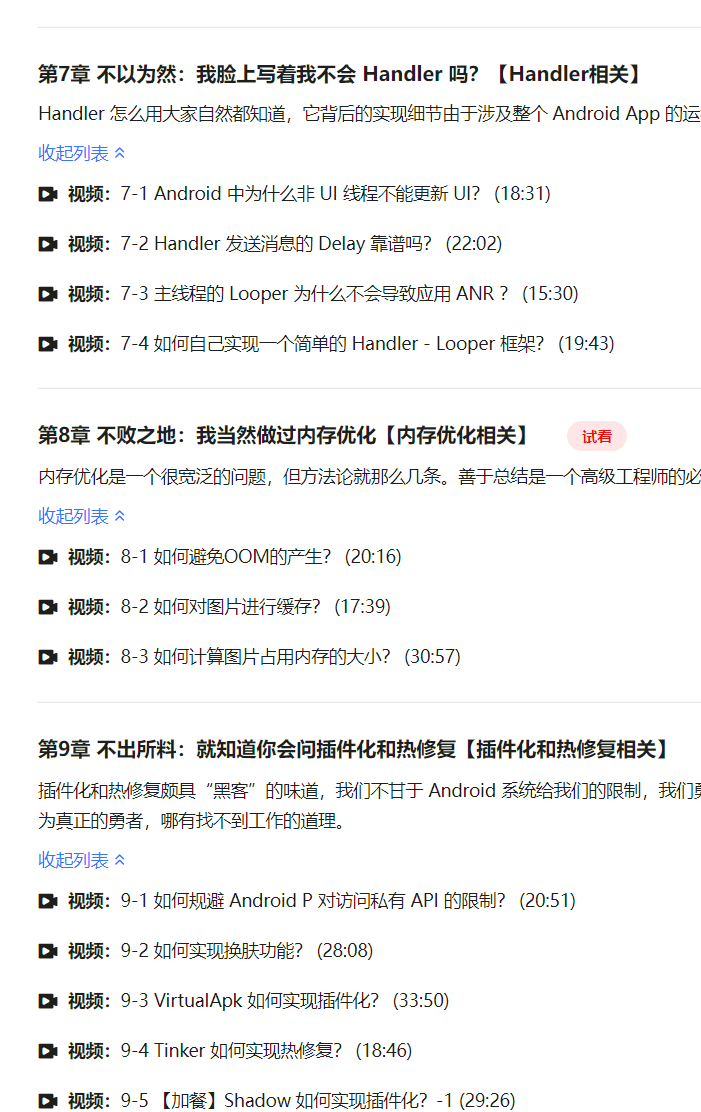 第7章 不以为然：我脸上写着我不会 Handler 吗？【Handler相关】
Handler 怎么用大家自然都知道，它背后的实现细节由于涉及整个 Android App 的运
收起列表
视频：7-1 Android 中为什么非 UI 线程不能更新 UI？ (18:31)
视频：7-2 Handler 发送消息的 Delay 靠谱吗？ (22:02)
视频：7-3 主线程的 Looper 为什么不会导致应用 ANR ？ (15:30)
视频：7-4 如何自己实现一个简单的 Handler - Looper 框架？ (19:43)
第8章 不败之地：我当然做过内存优化【内存优化相关】 试看
内存优化是一个很宽泛的问题，但方法论就那么几条。善于总结是一个高级工程师的必
收起列表
视频：8-1 如何避免OOM的产生？ (20:16)
视频：8-2 如何对图片进行缓存？ (17:39)
视频：8-3 如何计算图片占用内存的大小？ (30:57)
第9章 不出所料：就知道你会问插件化和热修复【插件化和热修复相关】
插件化和热修复颇具“黑客”的味道，我们不甘于 Android 系统给我们的限制，我们勇
为真正的勇者，哪有找不到工作的道理。
收起列表
视频：9-1 如何规避 Android P 对访问私有 API 的限制？ (20:51)
视频：9-2 如何实现换肤功能？ (28:08)
视频：9-3 VirtualApk 如何实现插件化？ (33:50)
视频：9-4 Tinker 如何实现热修复？ (18:46)
视频：9-5 【加餐】Shadow 如何实现插件化？-1 (29:26)